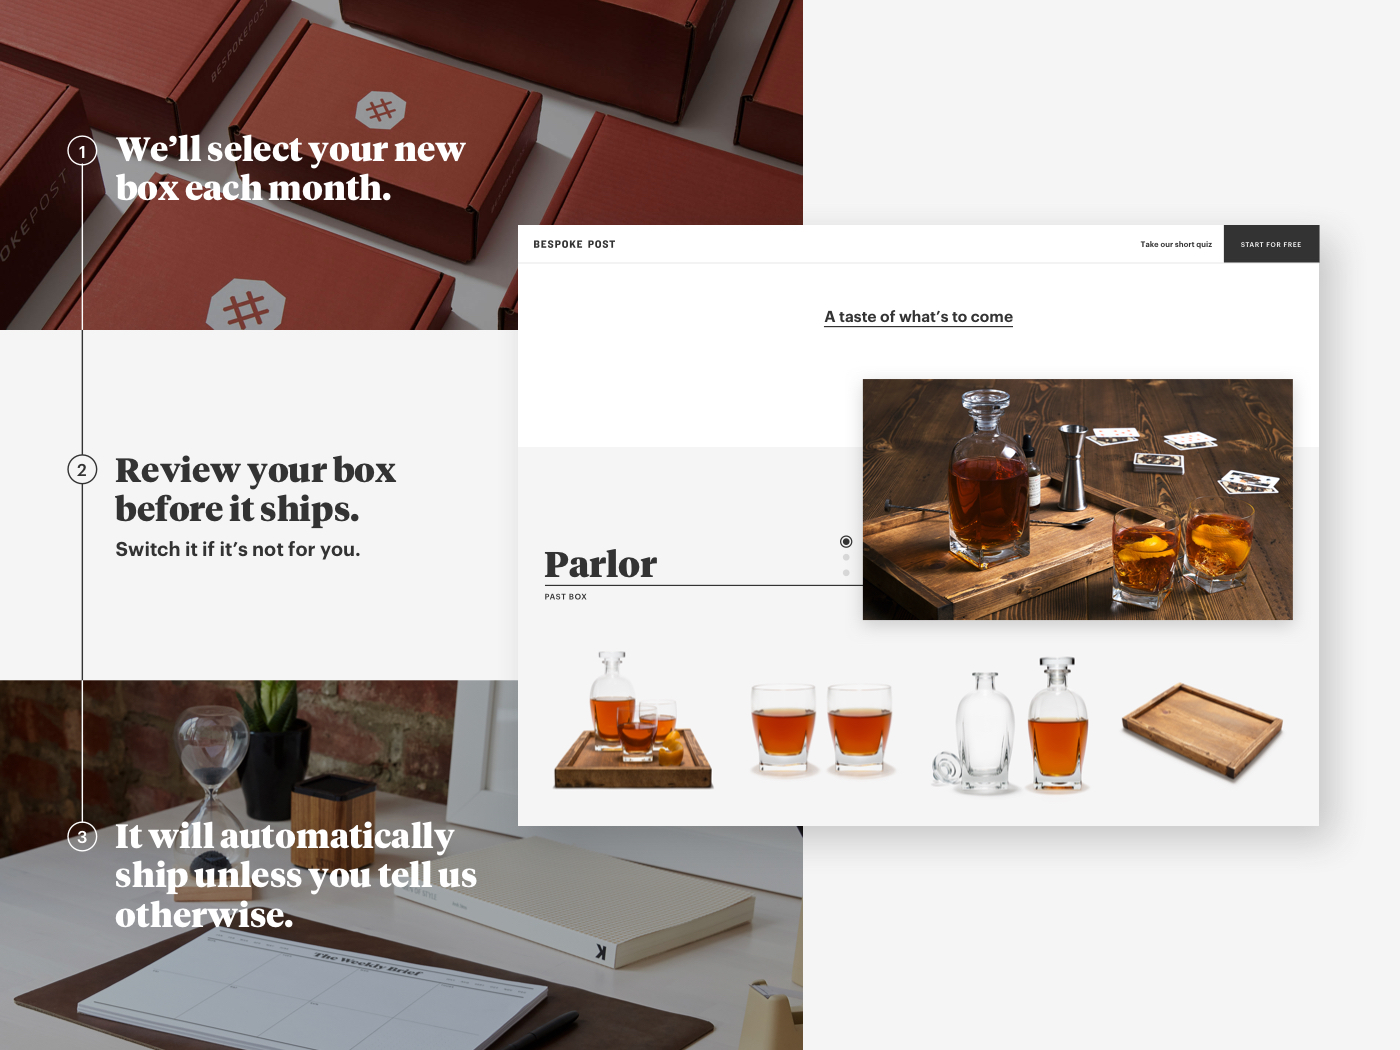 BESPOKEPOST
OKEPOST
1
We’ll select your new
box each month.
2
Review your box
before it ships.
Switch it if it’s not for you.
3
It will automatically
ship unless you tell us
otherwise.
The Weekly Brief
K
BESPOKE POST
Take our short quiz
START FOR FREE
A taste of what’s to come
Parlor
PAST BOX